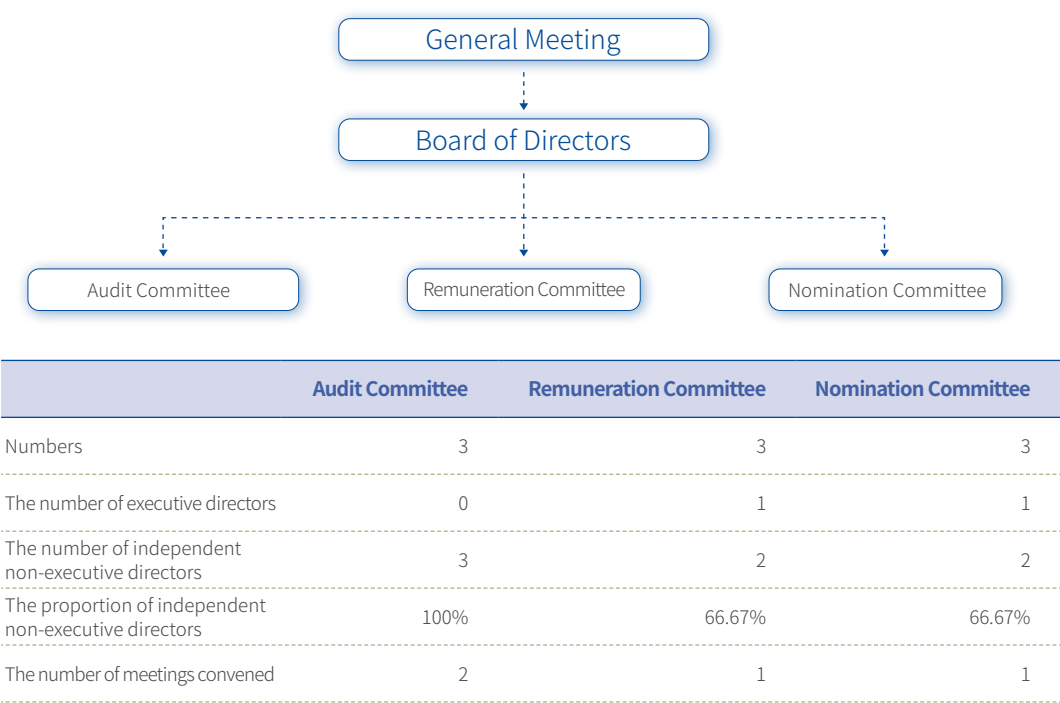 General Meeting
Board of Directors
Audit Committee
Remuneration Committee
Nomination Committee
Audit Committee Remuneration Committee Nomination Committee
Numbers 3 3 3
The number of executive directors 0 1 1
The number of independent
non-executive directors 3 2 2
The proportion of independent
non-executive directors 100% 66.67% 66.67%
The number of meetings convened 2 1 1